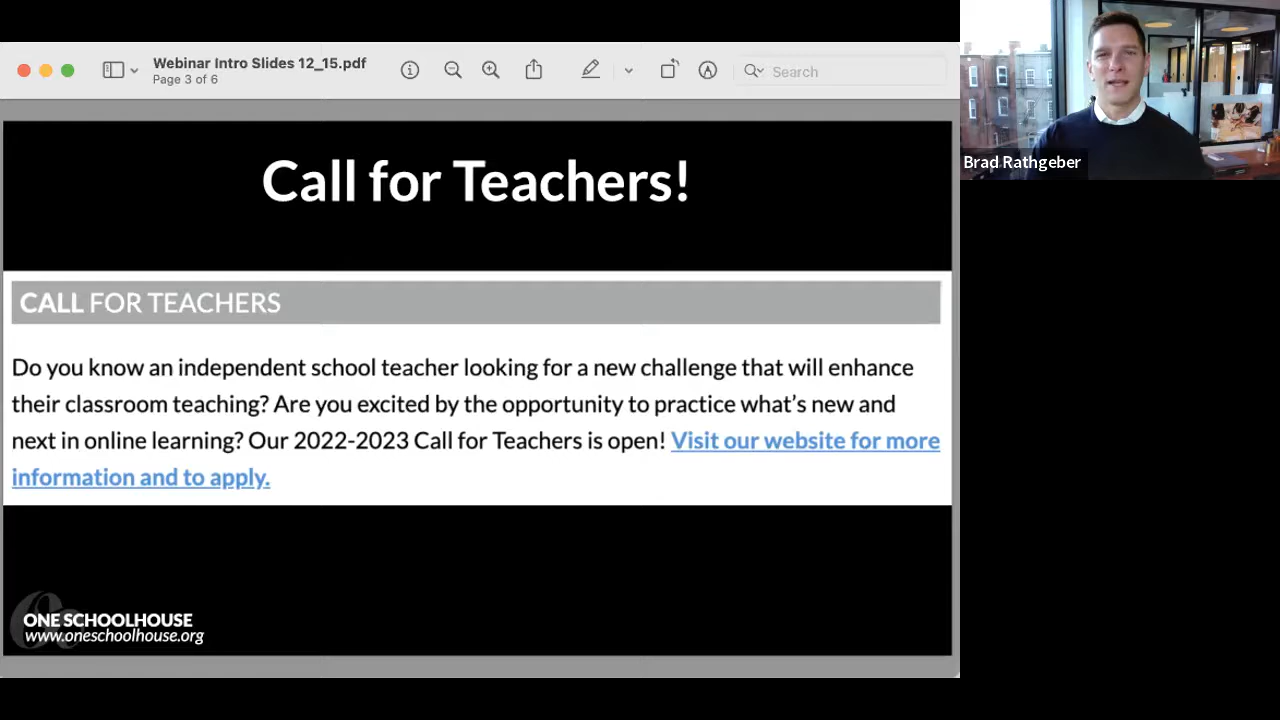 Webinar Intro Slides 12_15.pdf
Page 3 of 6
Search
Brad Rathgeber
Call for Teachers!
CALL FOR TEACHERS
Do you know an independent school teacher looking for a new challenge that will enhance
their classroom teaching? Are you excited by the opportunity to practice what’s new and
next in online learning? Our 2022-2023 Call for Teachers is open! Visit our website for more
information and to apply.
ONE SCHOOLHOUSE
www.oneschoolhouse.org